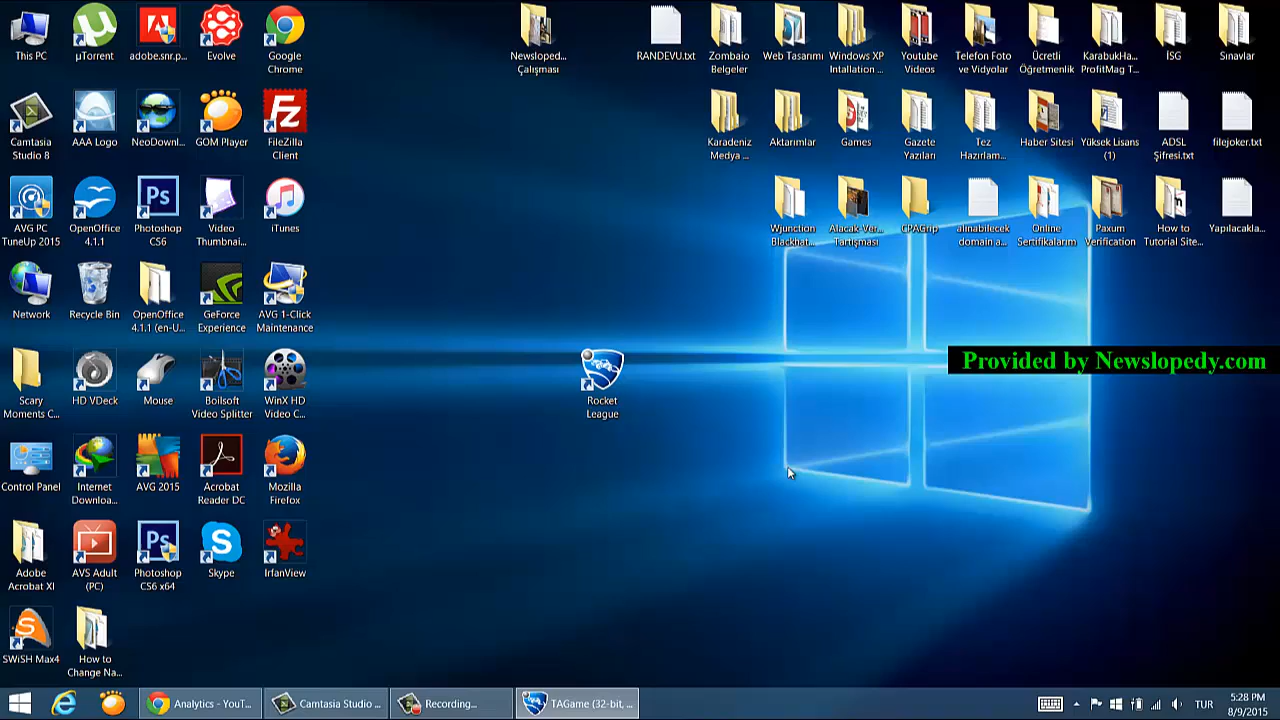 This PC
µTorrent
adobe.snr.p...
Evolve
Google
Chrome
Newsloped...
Çalışması
RANDEVU.txt
Zombaio
Belgeler
Web Tasarımı
Windows XP
Intallation ...
Youtube
Videos
Telefon Foto
ve Vidyolar
Ücretli
Öğretmenlik
KarabukHa...
ProfitMag T...
ISG
Sınavlar
Camtasia
Studio 8
AAA Logo
NeoDownl...
GOM Player
FileZilla
Client
Karadeniz
Medya ...
Aktarımlar
Games
Gazete
Yazıları
Tez
Hazırlam...
Haber Sitesi
Yüksek Lisans
(1)
ADSL
Şifresi.txt
filejoker.txt
AVG PC
TuneUp 2015
OpenOffice
4.1.1
Photoshop
CS6
Video
Thumbnai...
iTunes
Wjunction
Blackhat...
Alacak Ver...
Tartışması
CPAGrip
alınabilecek
domain a...
Online
Sertifikalarım
Paxum
Verification
How to
Tutorial Site...
Yapılacakla...
Network
Recycle Bin
OpenOffice
4.1.1 (en-U...
GeForce
Experience
AVG 1-Click
Maintenance
Provided by Newslopedy.com
Scary
Moments C...
HD VDeck
Mouse
Boilsoft
Video Splitter
WinX HD
Video C...
Rocket
League
Control Panel
Internet
Downloa...
AVG 2015
Acrobat
Reader DC
Mozilla
Firefox
Adobe
Acrobat XI
AVS Adult
(PC)
Photoshop
CS6 x64
Skype
IrfanView
SWiSH Max4
How to
Change Na...
Analytics - YouT...
Camtasia Studio ...
Recording...
TAGame (32-bit, ...
TUR
5:28 PM
8/9/2015